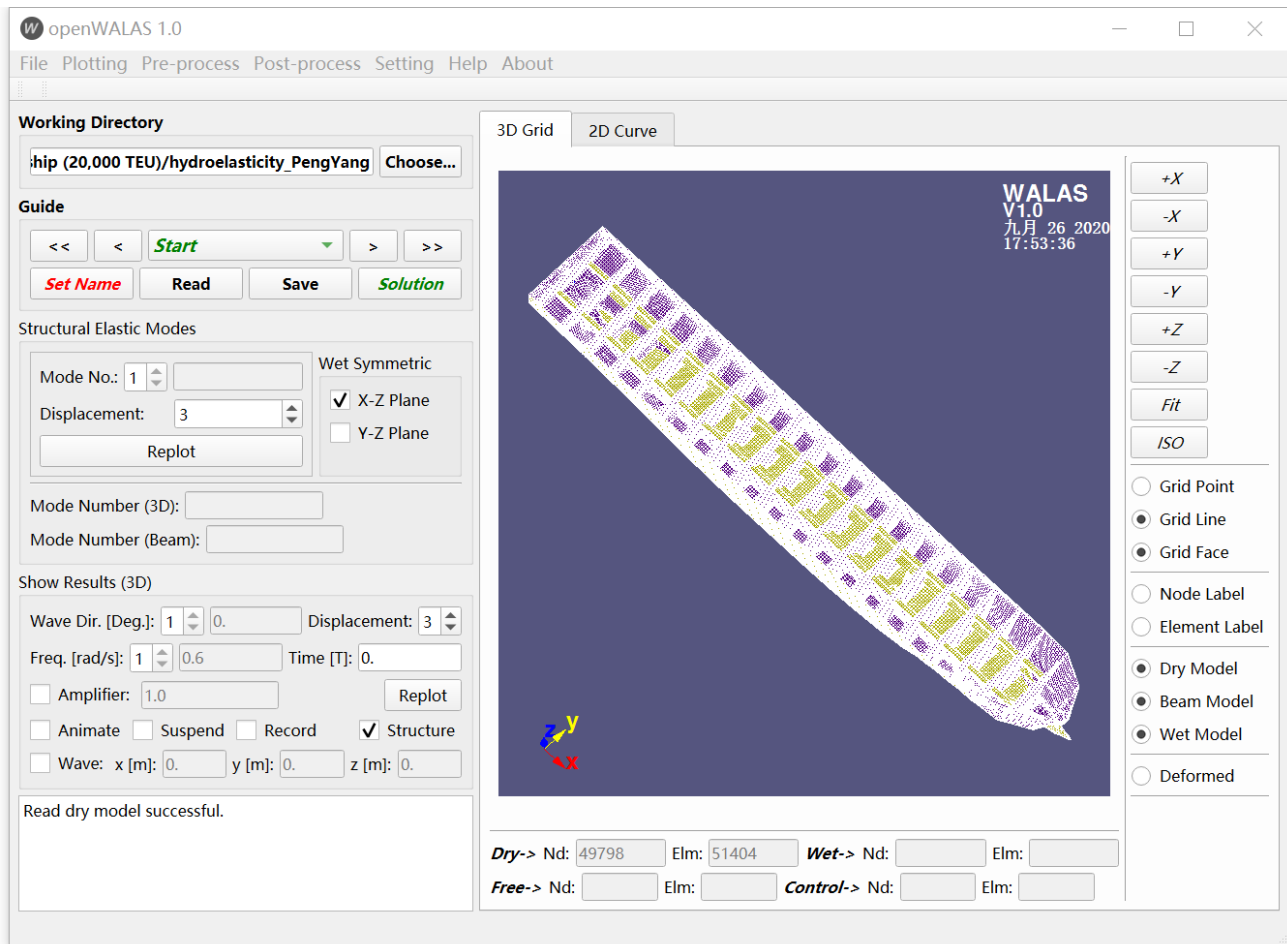 openWALAS 1.0
File Plotting Pre-process Post-process Setting Help About
Working Directory
ship (20,000 TEU)/hydroelasticity_PengYang Choose...
Guide
<< < Start > >>
Set Name Read Save Solution
Structural Elastic Modes
Mode No.: 1
Displacement: 3
Replot
Wet Symmetric
X-Z Plane
Y-Z Plane
Mode Number (3D):
Mode Number (Beam):
Show Results (3D)
Wave Dir. [Deg.]: 1 0. Displacement: 3
Freq. [rad/s]: 1 0.6 Time [T]: 0.
Amplifier: 1.0 Replot
Animate Suspend Record Structure
Wave: x [m]: 0. y [m]: 0. z [m]: 0.
Read dry model successful.
3D Grid 2D Curve
WALAS
V1.0
九月 26 2020
17:53:36
z y
x
Dry-> Nd: 49798 Elm: 51404 Wet-> Nd: Elm:
Free-> Nd: Elm: Control-> Nd: Elm:
+X
-X
+Y
-Y
+Z
-Z
Fit
ISO
Grid Point
Grid Line
Grid Face
Node Label
Element Label
Dry Model
Beam Model
Wet Model
Deformed